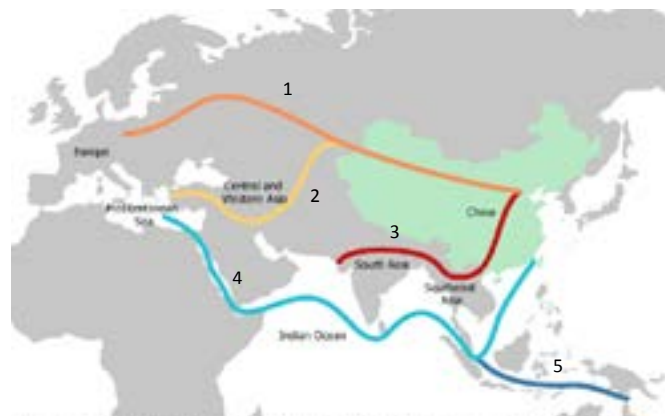 1
Europe
Central and
Western Asia
2
Mediterranean
Sea
China
3
South Asia
4
Southeast
Asia
Indian Ocean
5